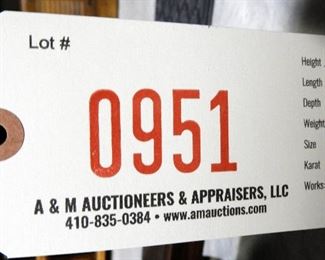 Lot #
0951
A & M AUCTIONEERS & APPRAISERS, LLC
410-835-0384 • www.amauctions.com
Height
Length
Depth
Weight
Size
Karat
Works